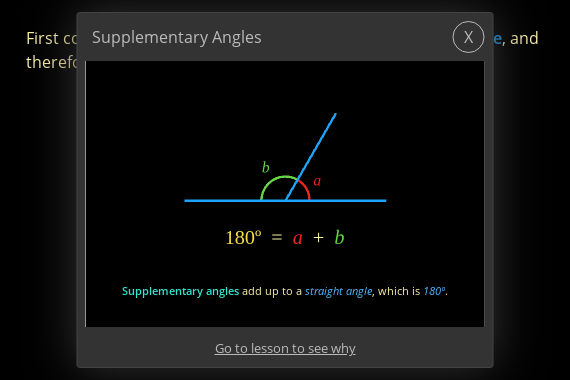 First co
e, and
therefo
Supplementary Angles
X
b
a
180º = a + b
Supplementary angles add up to a straight angle, which is 180º.
Go to lesson to see why